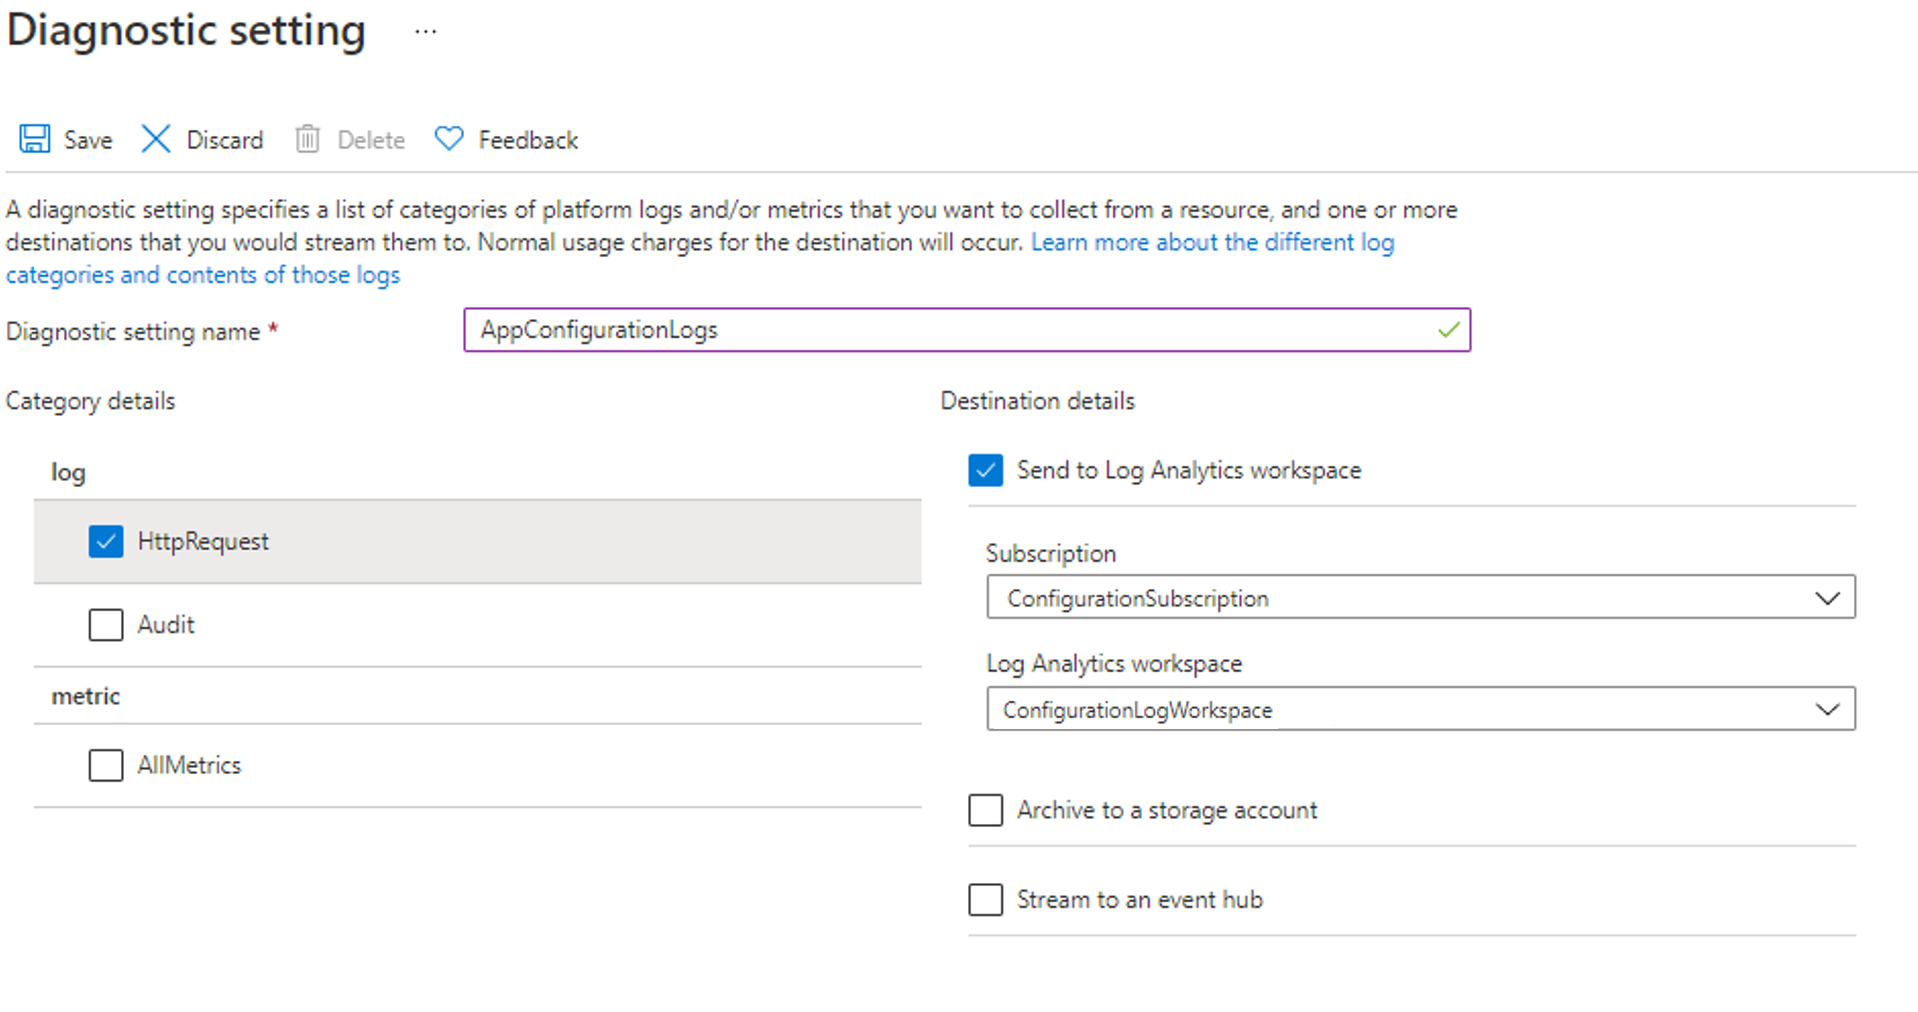 Diagnostic setting ...
Save Discard Delete Feedback
A diagnostic setting specifies a list of categories of platform logs and/or metrics that you want to collect from a resource, and one or more
destinations that you would stream them to. Normal usage charges for the destination will occur. Learn more about the different log
categories and contents of those logs
Diagnostic setting name * AppConfigurationLogs
Category details
log
HttpRequest
Audit
metric
AllMetrics
Destination details
Send to Log Analytics workspace
Subscription
ConfigurationSubscription
Log Analytics workspace
ConfigurationLogWorkspace
Archive to a storage account
Stream to an event hub